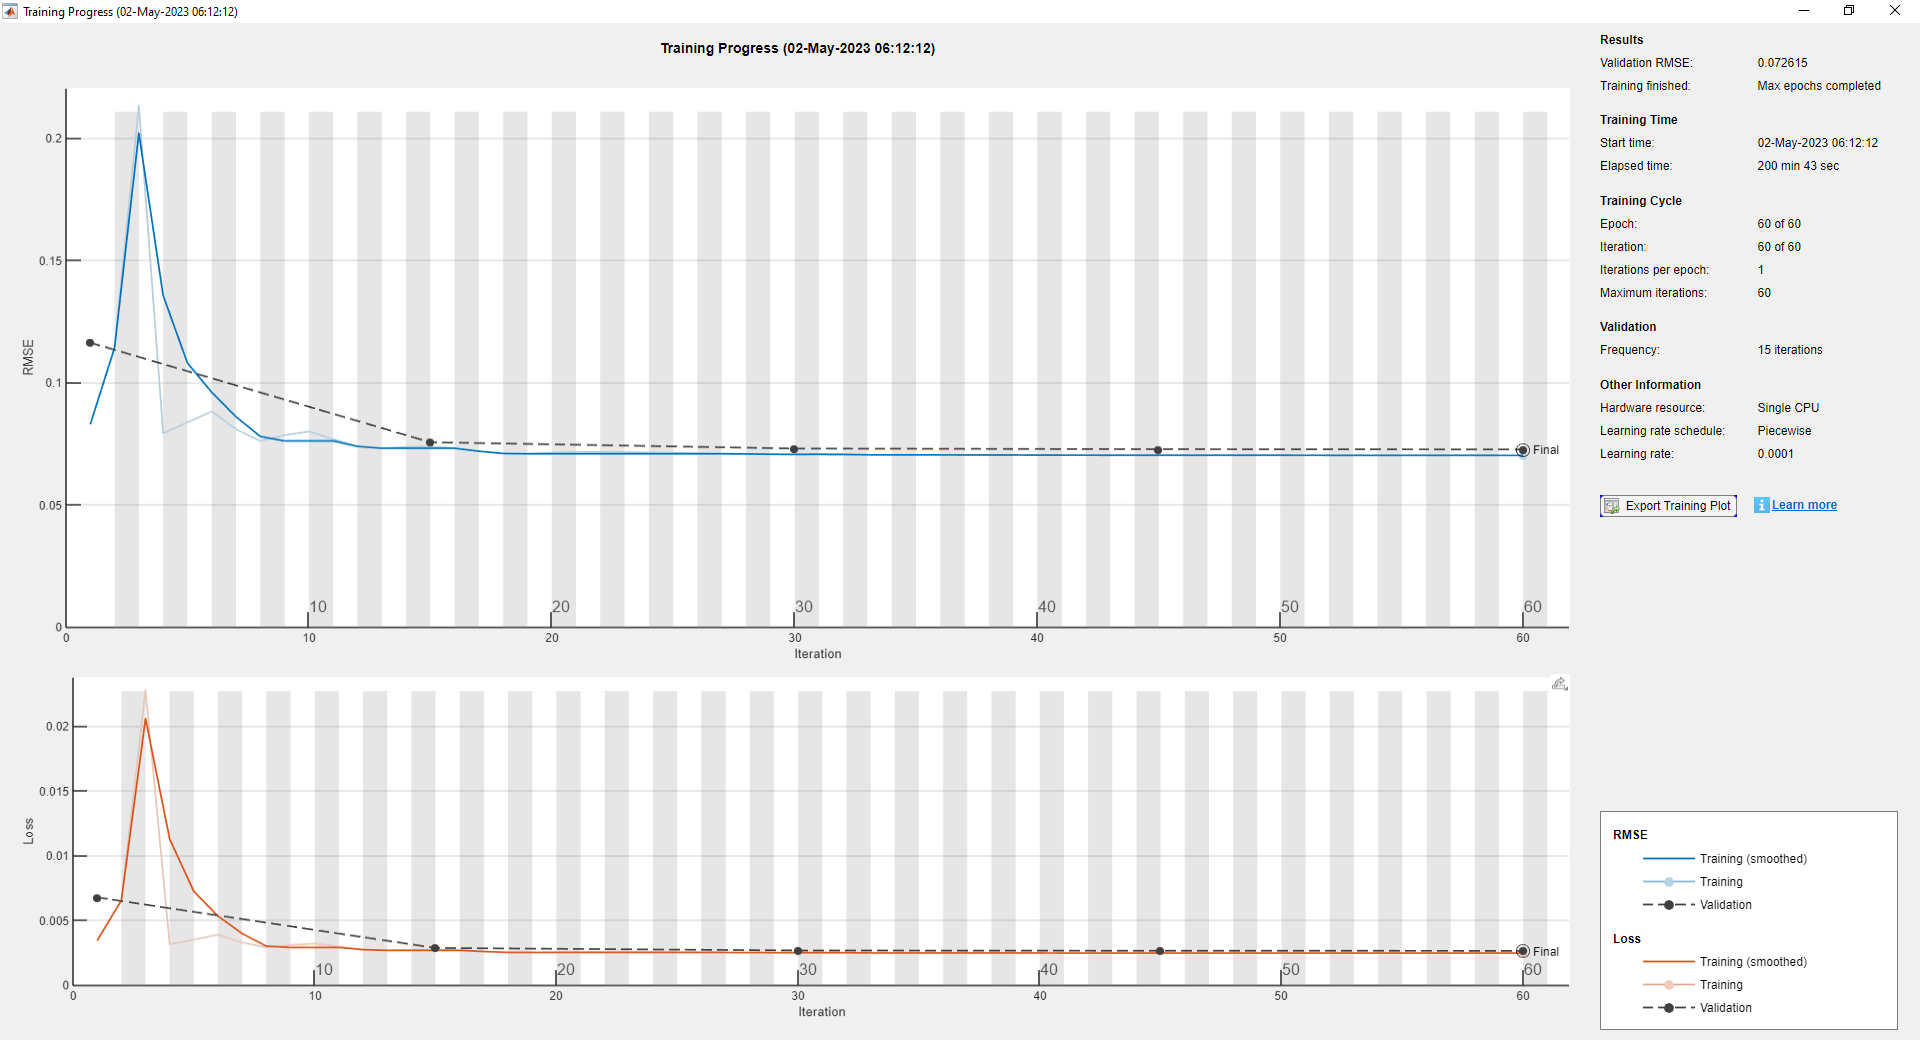 Training Progress (02-May-2023 06:12:12)
Training Progress (02-May-2023 06:12:12)
RMSE
0.2
0.15
0.1
0.05
0
Final
10 20 30 40 50 60
0 10 20 30 40 50 60
Iteration
Loss
0.02
0.015
0.01
0.005
0
Final
10 20 30 40 50 60
0 10 20 30 40 50 60
Iteration
Results
Validation RMSE: 0.072615
Training finished: Max epochs completed
Training Time
Start time: 02-May-2023 06:12:12
Elapsed time: 200 min 43 sec
Training Cycle
Epoch: 60 of 60
Iteration: 60 of 60
Iterations per epoch: 1
Maximum iterations: 60
Validation
Frequency: 15 iterations
Other Information
Hardware resource: Single CPU
Learning rate schedule: Piecewise
Learning rate: 0.0001
Export Training Plot
i Learn more
RMSE
Training (smoothed)
Training
Validation
Loss
Training (smoothed)
Training
Validation